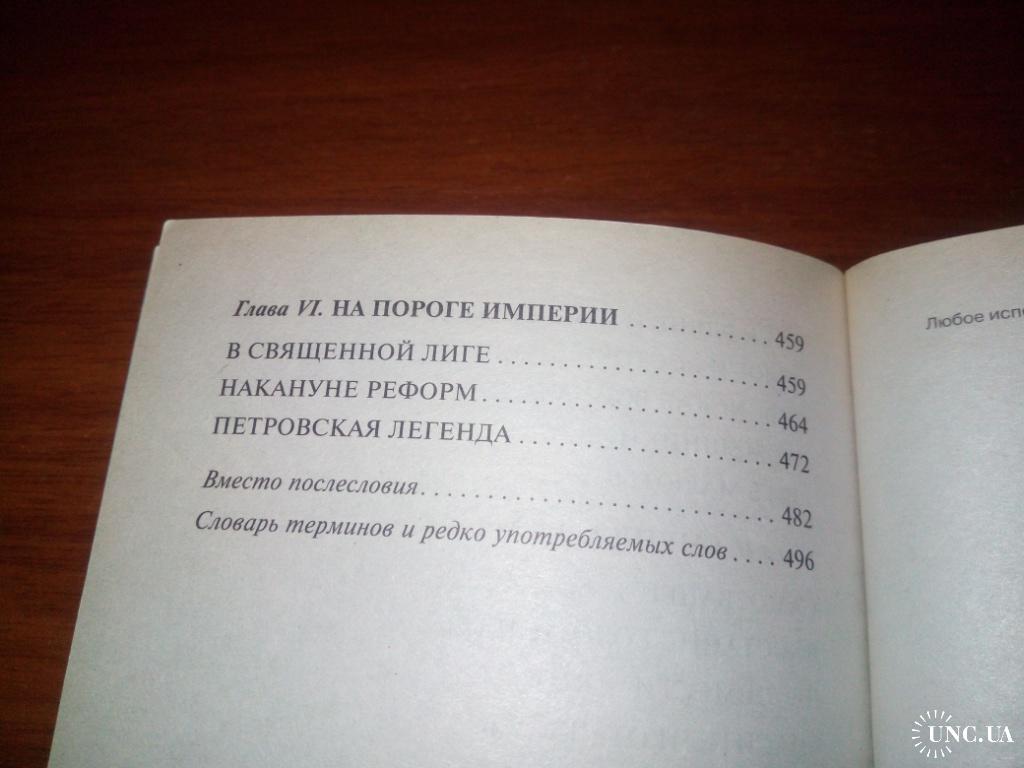 Глава VI. НА ПОРОГЕ ИМПЕРИИ ............ 459
В СВЯЩЕННОЙ ЛИГЕ .................... 459
НАКАНУНЕ РЕФОРМ ..................... 464
ПЕТРОВСКАЯ ЛЕГЕНДА .................. 472
Вместо послесловия ......................... 482
Словарь терминов и редко употребляемых слов .... 496
Любое
UNC.UA